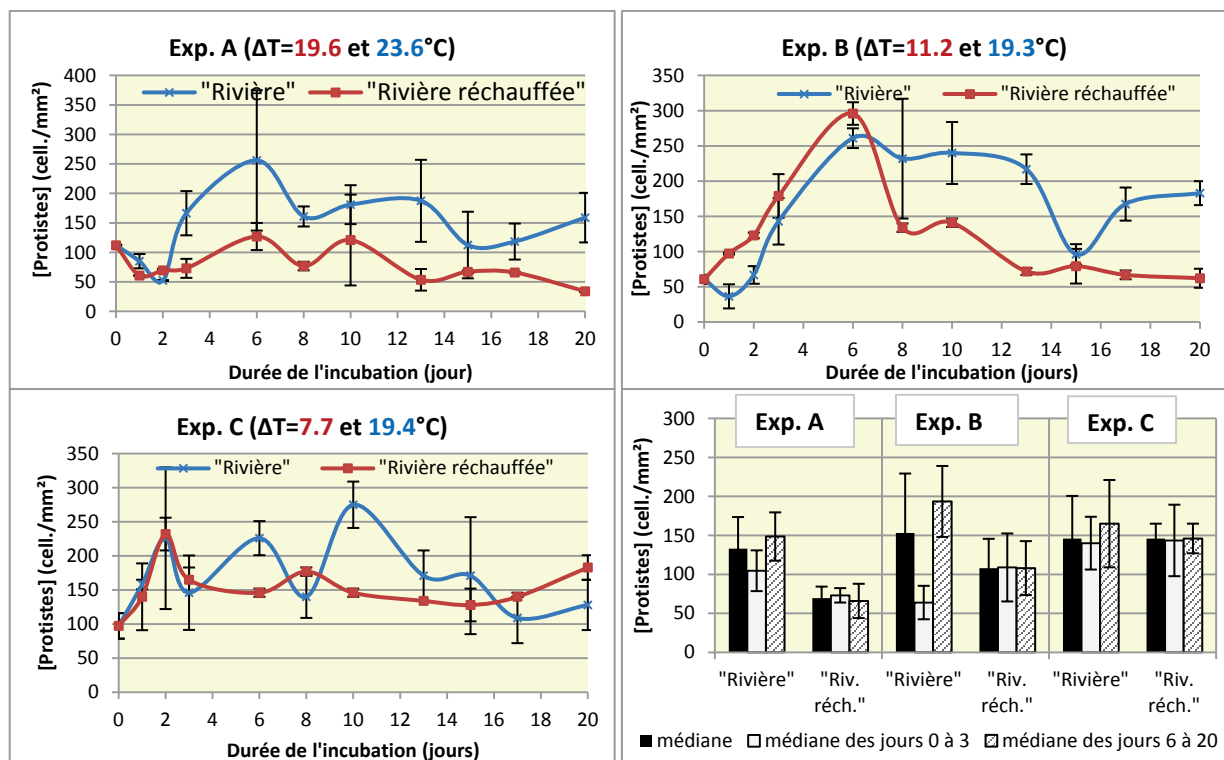 Exp. A (ΔT=19.6 et 23.6°C)
"Rivière" "Rivière réchauffée"
[Protistes] (cell./mm²)
400
350
300
250
200
150
100
50
0
0 2 4 6 8 10 12 14 16 18 20
Durée de l'incubation (jour)
Exp. B (ΔT=11.2 et 19.3°C)
"Rivière" "Rivière réchauffée"
[Protistes] (cell./mm²)
350
300
250
200
150
100
50
0
0 2 4 6 8 10 12 14 16 18 20
Durée de l'incubation (jours)
Exp. C (ΔT=7.7 et 19.4°C)
"Rivière" "Rivière réchauffée"
[Protistes] (cell./mm²)
350
300
250
200
150
100
50
0
0 2 4 6 8 10 12 14 16 18 20
Durée de l'incubation (jours)
Exp. A Exp. B Exp. C
[Protistes] (cell./mm²)
300
250
200
150
100
50
0
"Rivière" "Riv. "Rivière" "Riv. "Rivière" "Riv.
réch." réch." réch."
médiane médiane des jours 0 à 3 médiane des jours 6 à 20